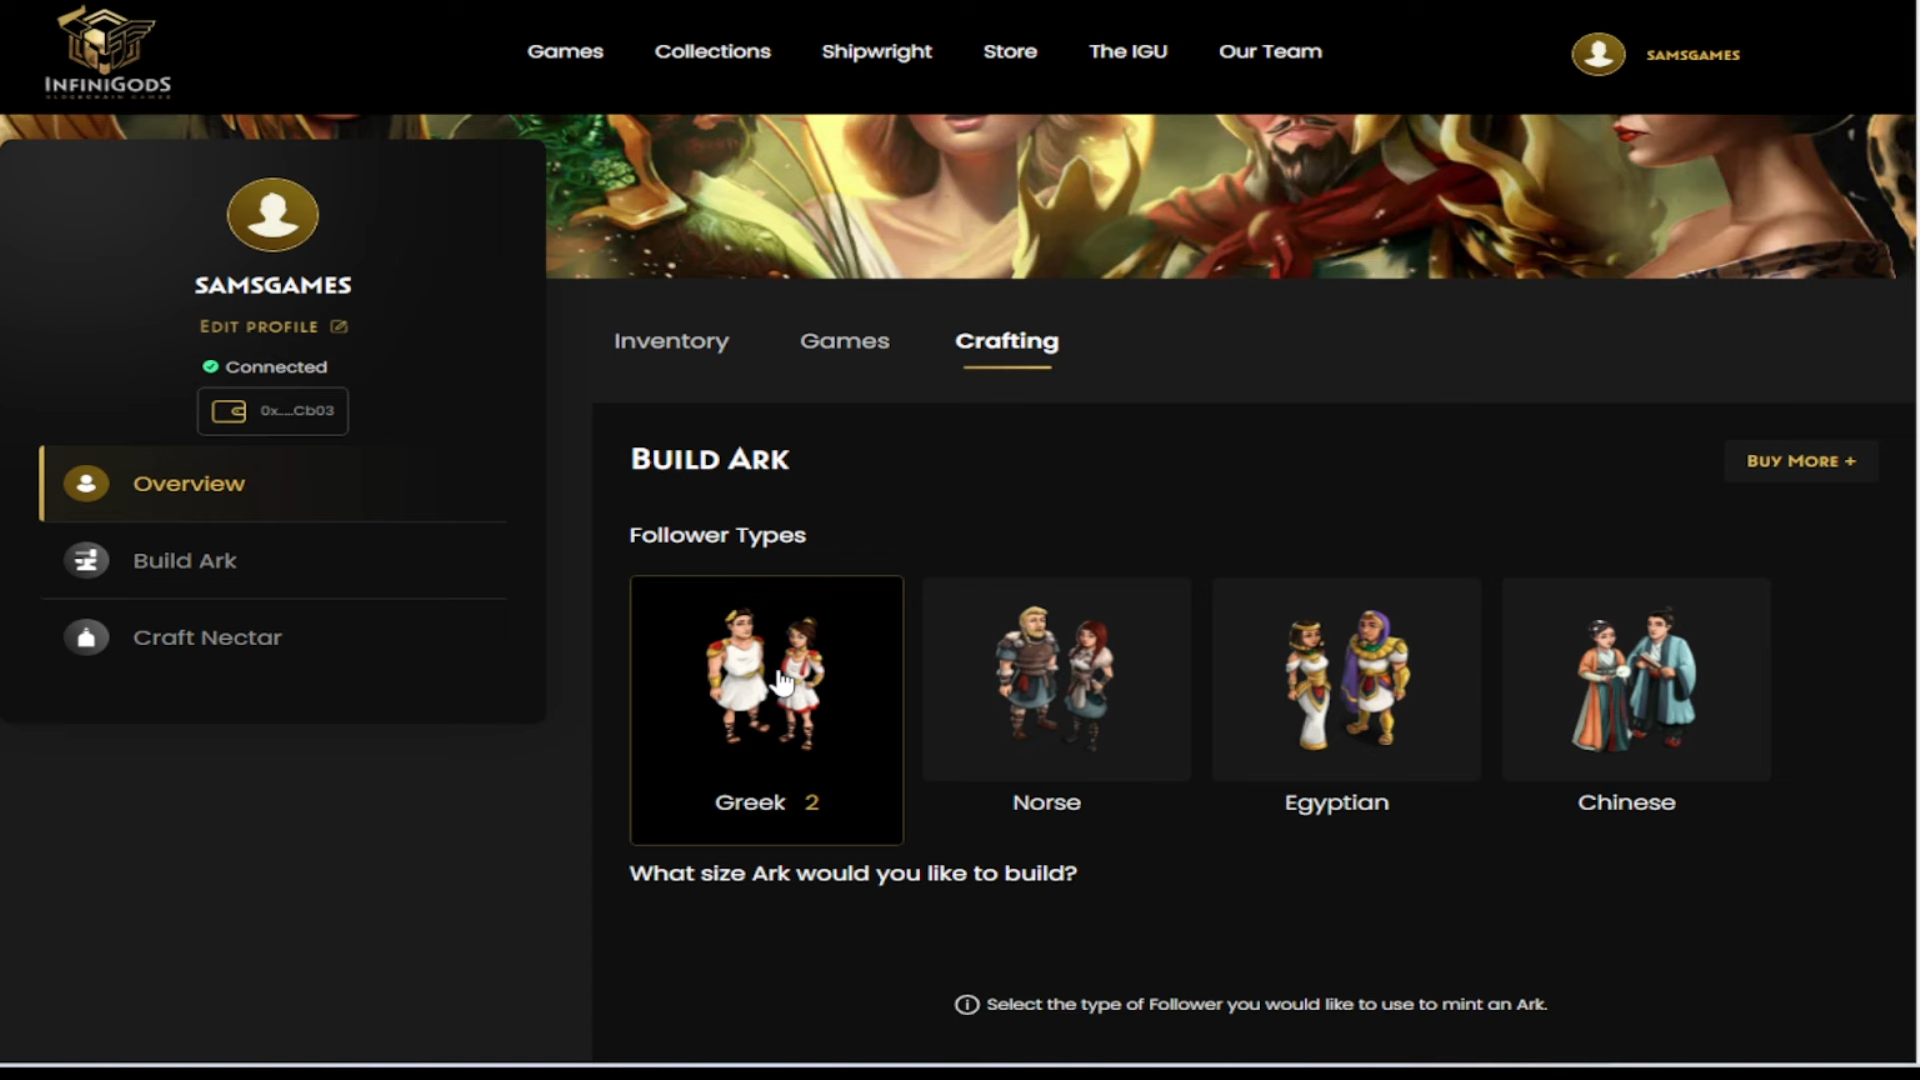 INFINIGODS
Games
Collections
Shipwright
Store
The IGU
Our Team
SAMSGAMES
SAMSGAMES
EDIT PROFILE
Connected
0x....Cb03
Overview
Build Ark
Craft Nectar
Inventory
Games
Crafting
BUILD ARK
BUY MORE +
Follower Types
Greek 2
Norse
Egyptian
Chinese
What size Ark would you like to build?
Select the type of Follower you would like to use to mint an Ark.